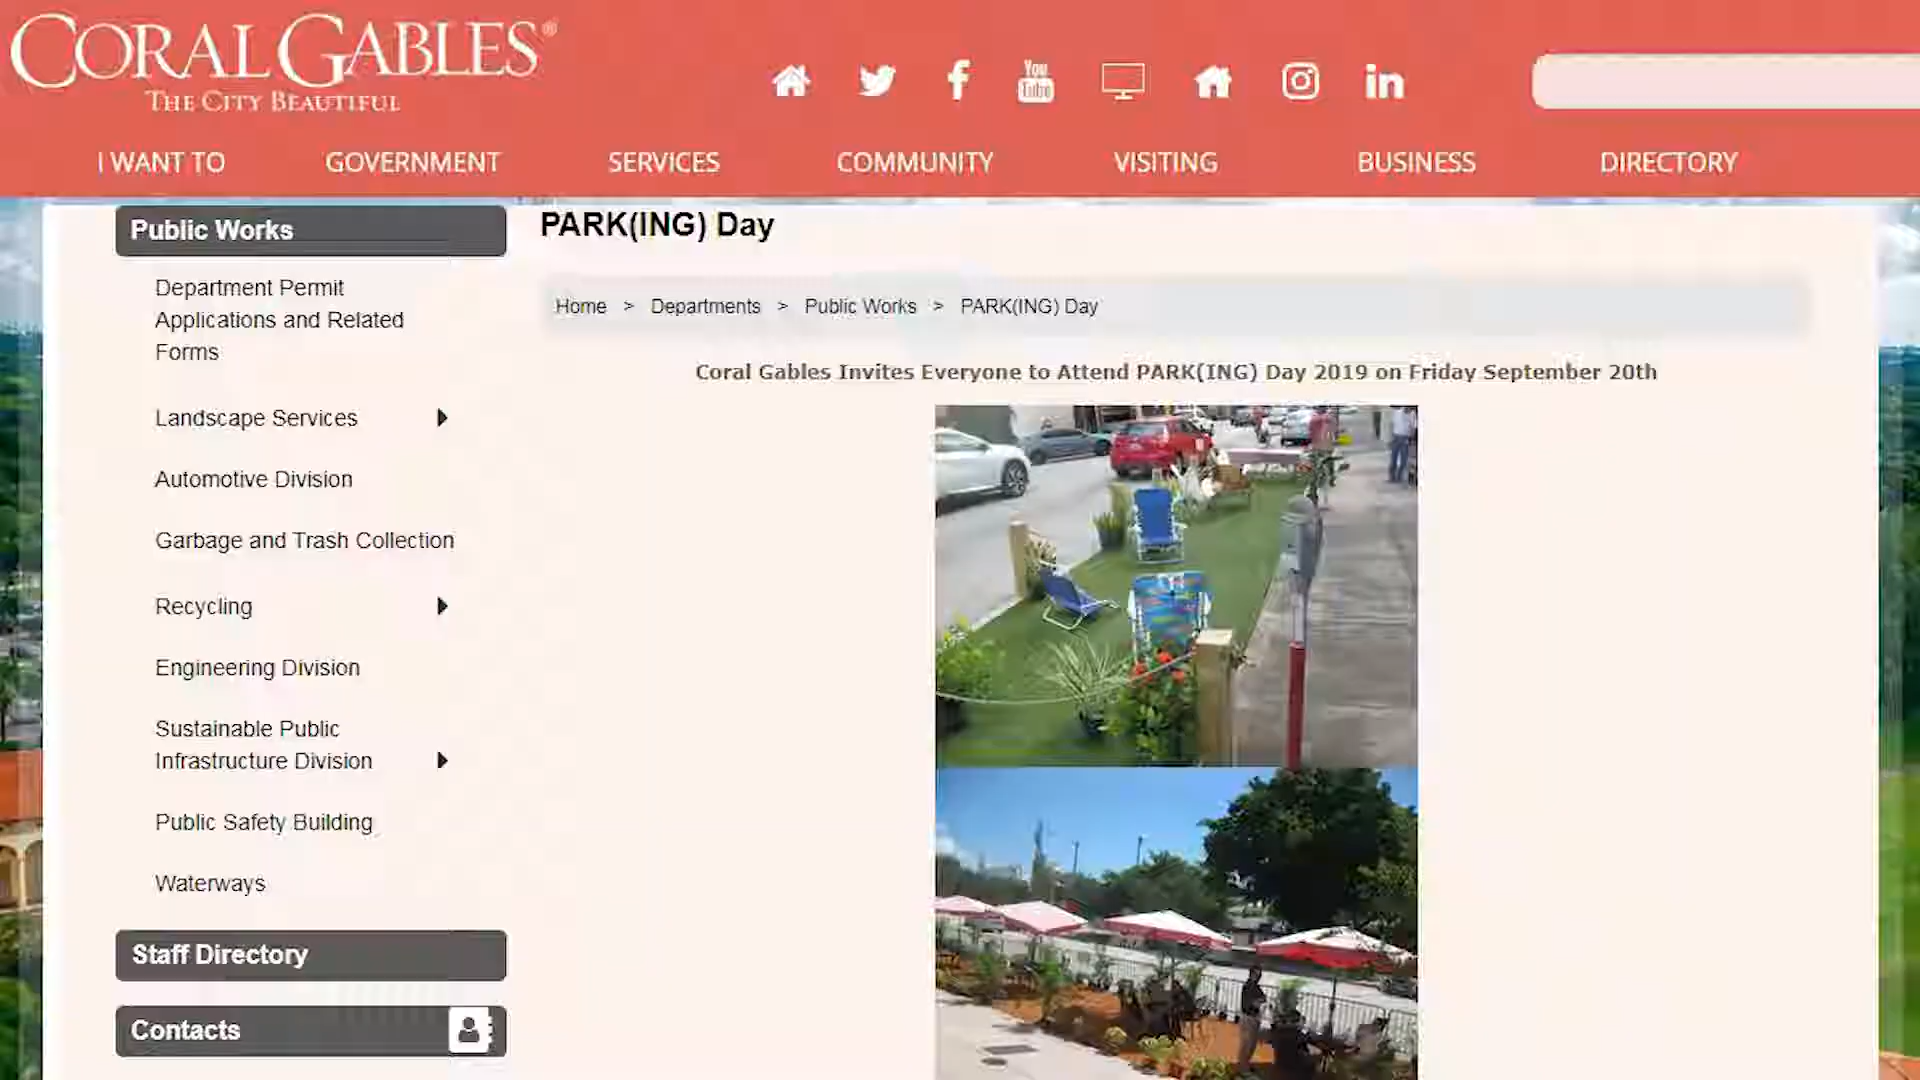 CORAL GABLES®
THE CITY BEAUTIFUL
You
Tube
I WANT TO
GOVERNMENT
SERVICES
COMMUNITY
VISITING
BUSINESS
DIRECTORY
Public Works
Department Permit
Applications and Related
Forms
Landscape Services
Automotive Division
Garbage and Trash Collection
Recycling
Engineering Division
Sustainable Public
Infrastructure Division
Public Safety Building
Waterways
Staff Directory
Contacts
PARK(ING) Day
Home > Departments > Public Works > PARK(ING) Day
Coral Gables Invites Everyone to Attend PARK(ING) Day 2019 on Friday September 20th